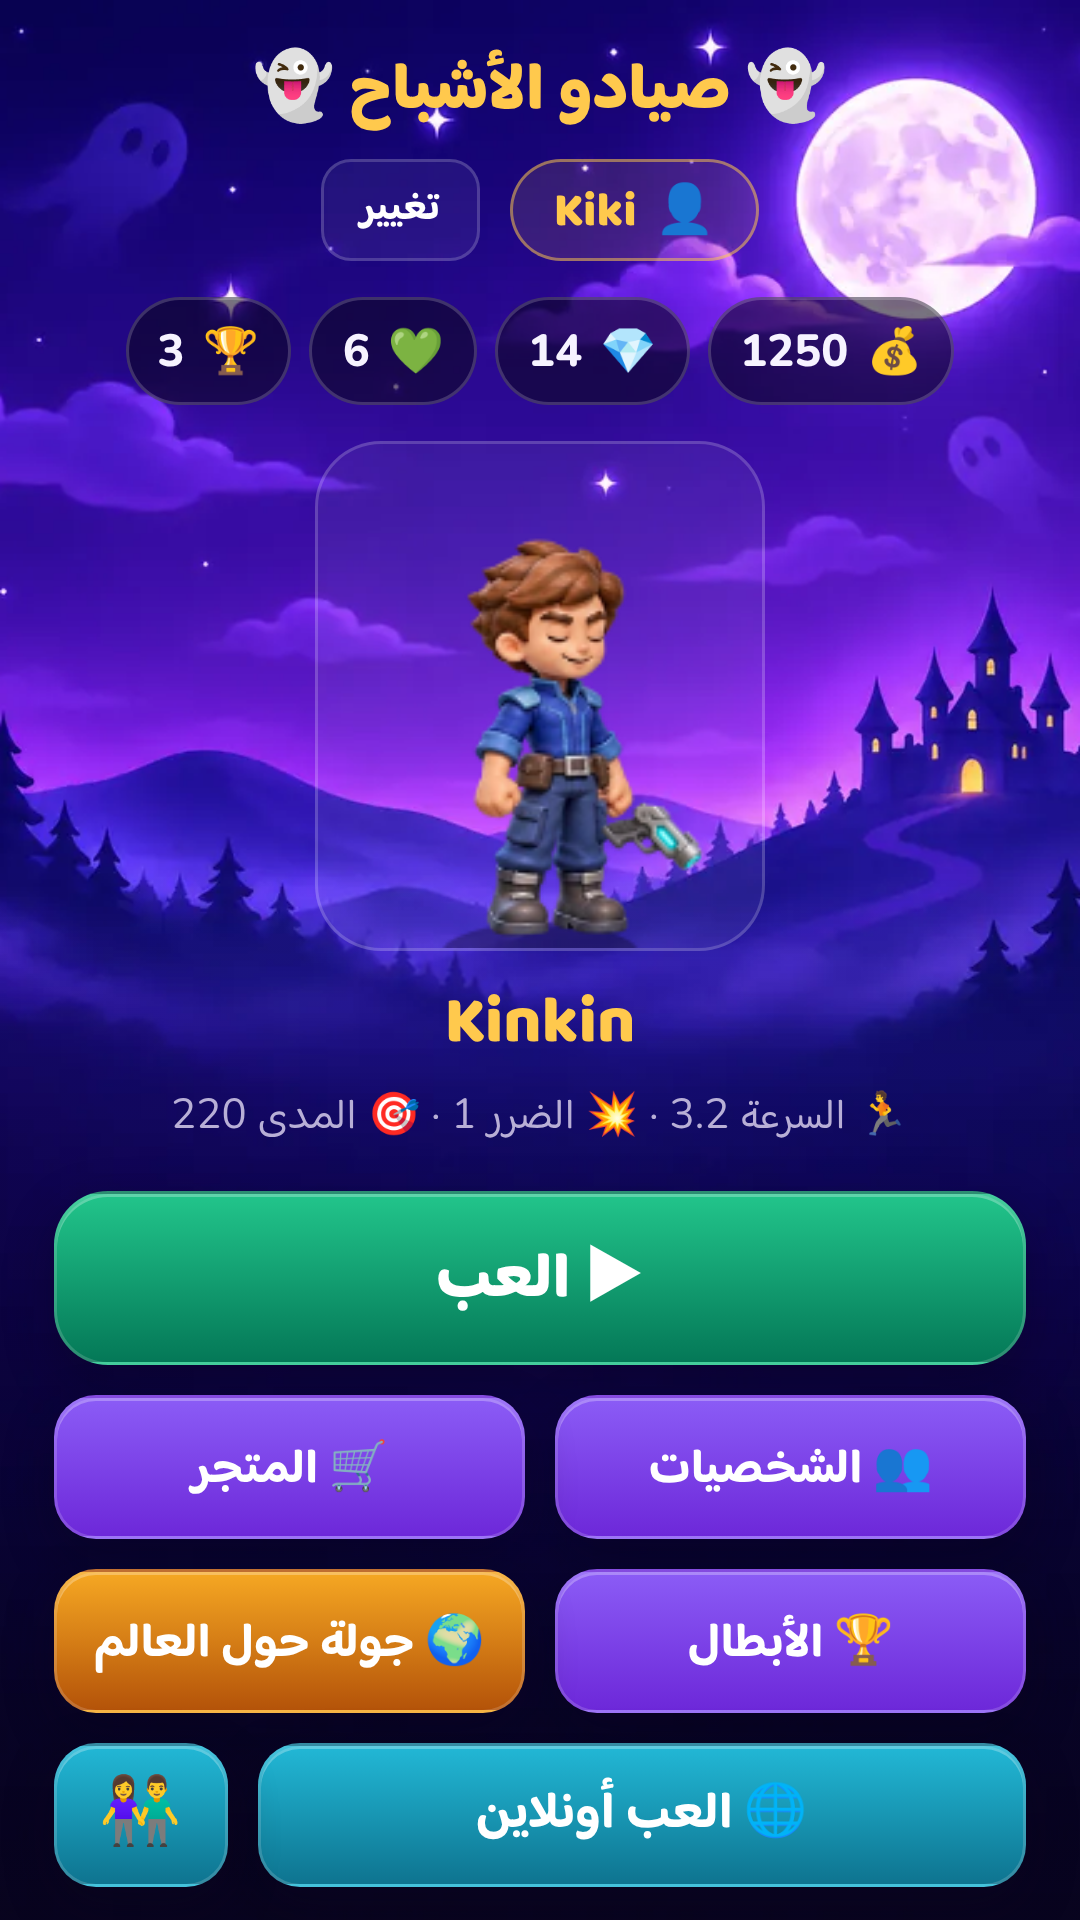 👻 صيادو الأشباح 👻
👤 Kiki
تغيير
💰 1250
💎 14
💚 6
🏆 3
Kinkin
🏃 السرعة 3.2 · 💥 الضرر 1 · 🎯 المدى 220
▶ العب
👥 الشخصيات
🛒 المتجر
🏆 الأبطال
🌍 جولة حول العالم
🌐 العب أونلاين
👫